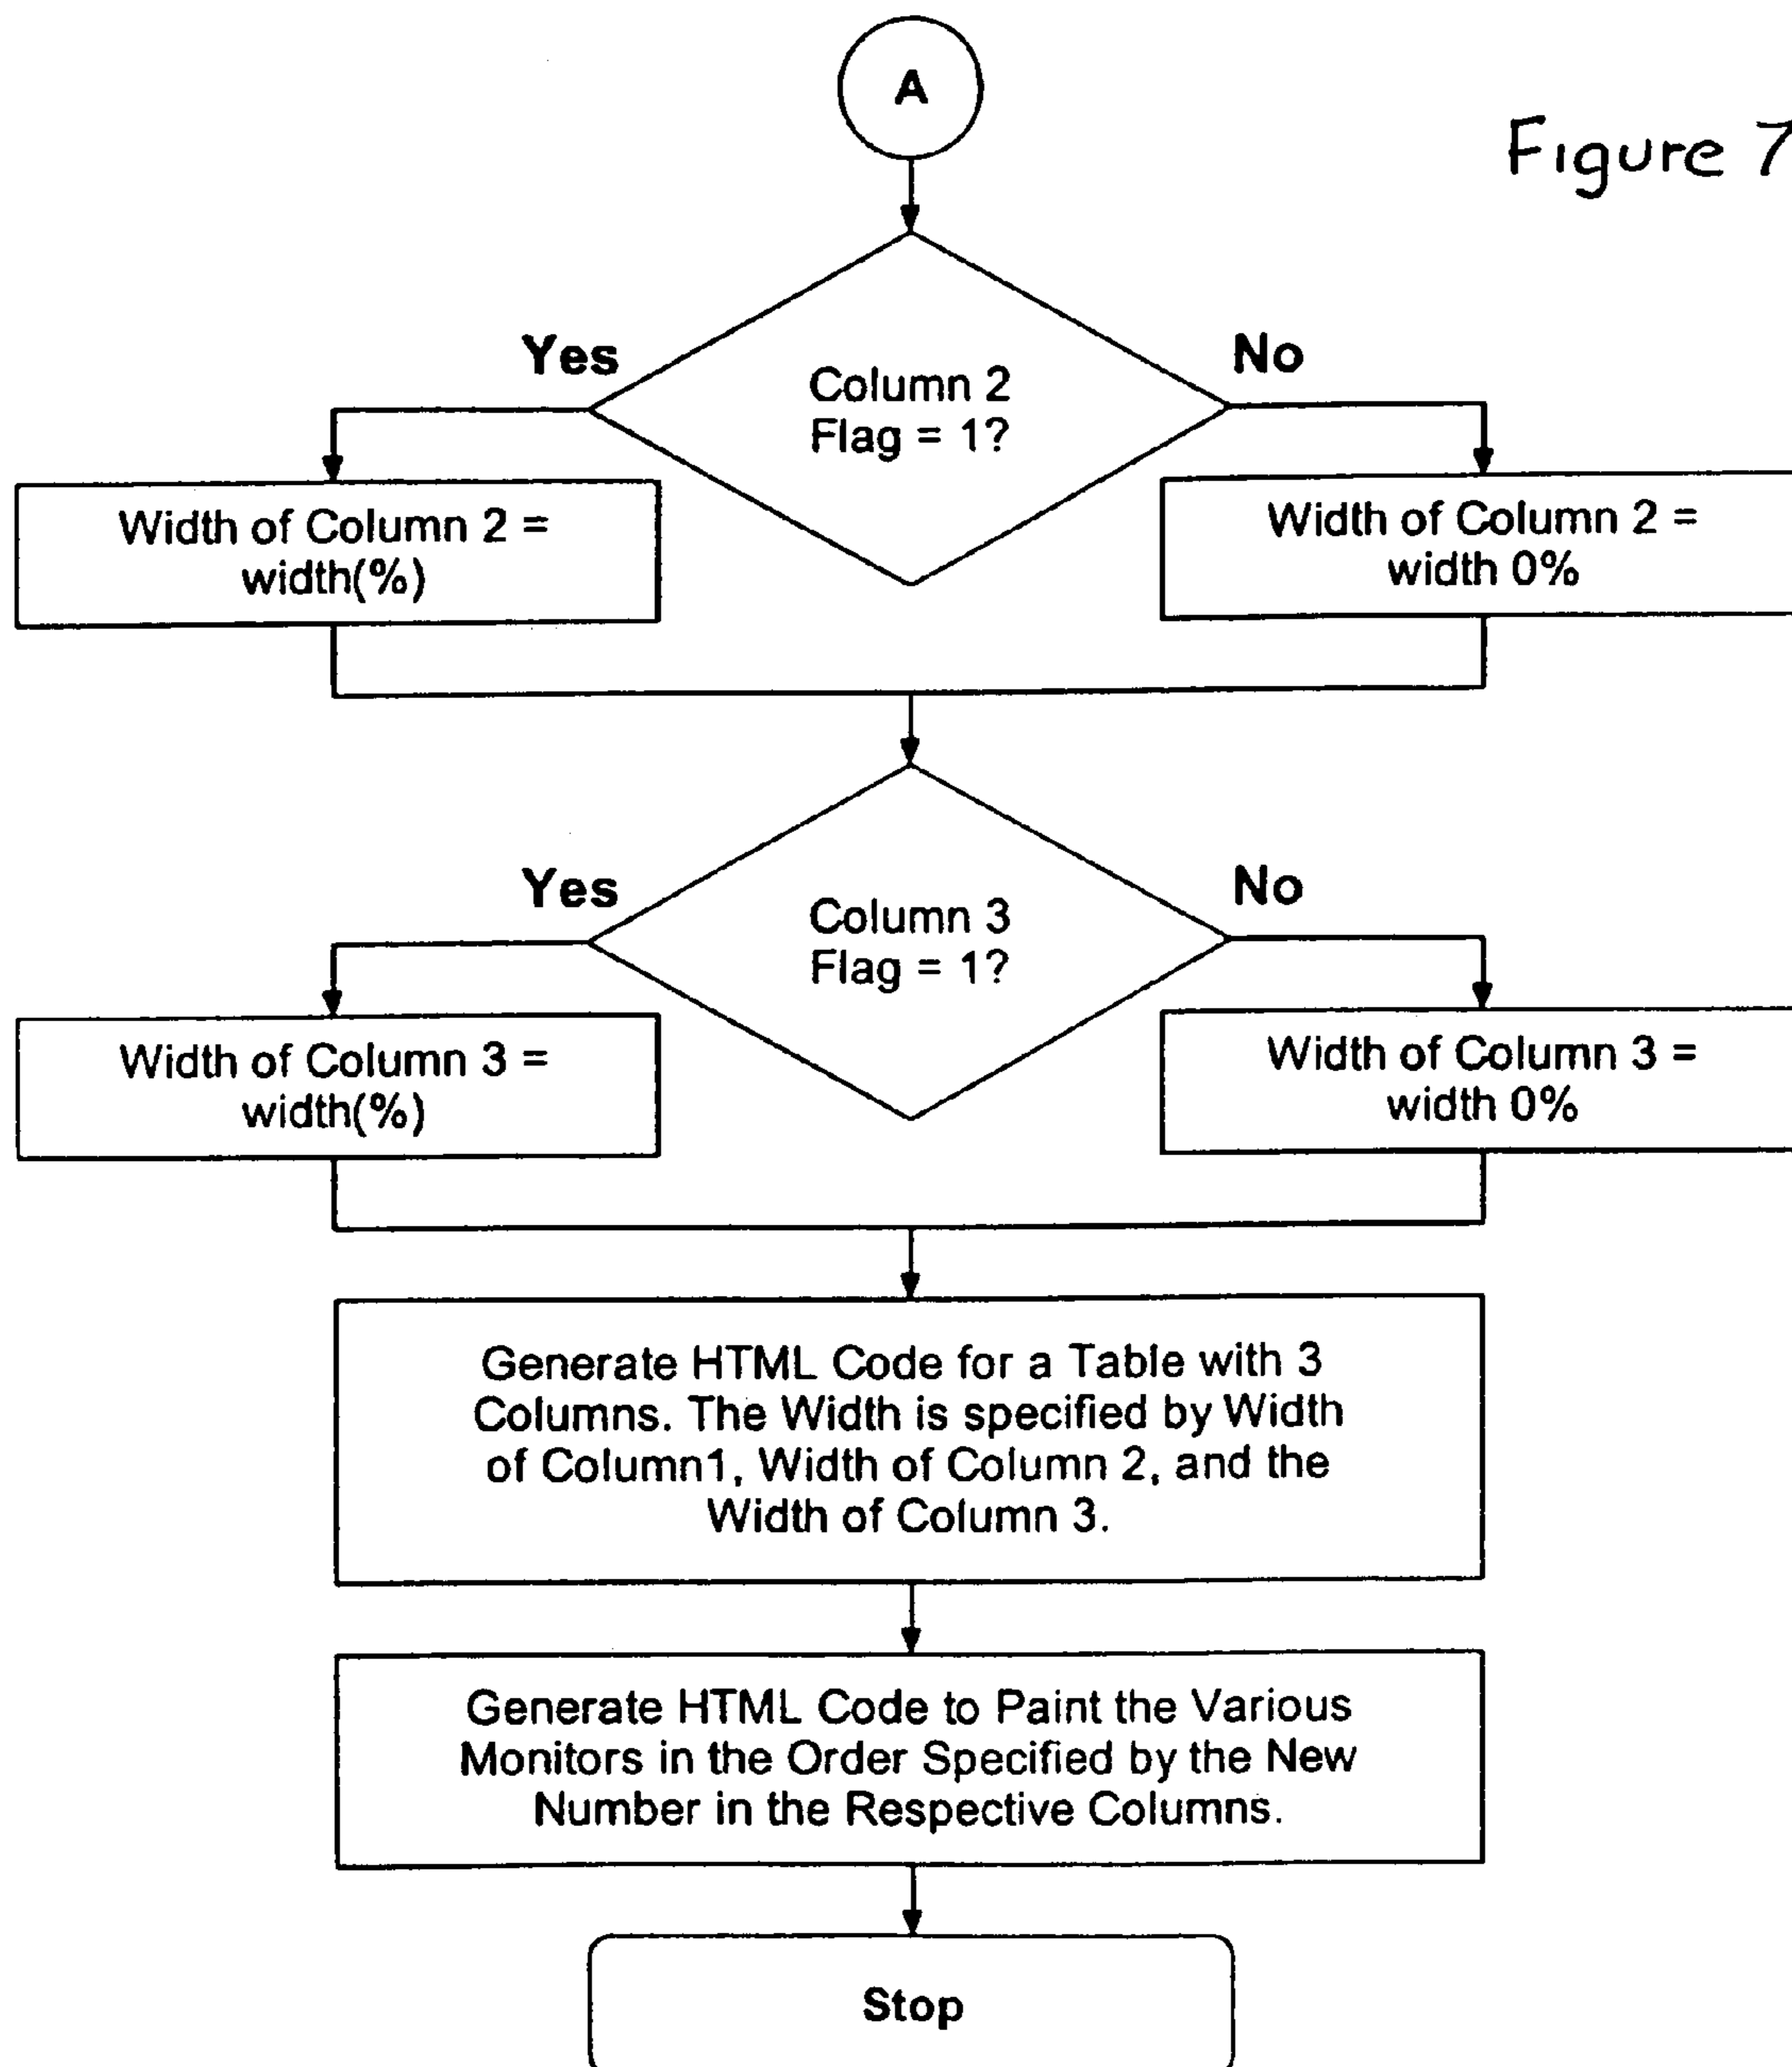 A
Figure 7
Yes
No
Column 2
Flag = 1?
Width of Column 2 =
width(%)
Width of Column 2 =
width 0%
Yes
No
Column 3
Flag = 1?
Width of Column 3 =
width(%)
Width of Column 3 =
width 0%
Generate HTML Code for a Table with 3
Columns. The Width is specified by Width
of Column1, Width of Column 2, and the
Width of Column 3.
Generate HTML Code to Paint the Various
Monitors in the Order Specified by the New
Number in the Respective Columns.
Stop